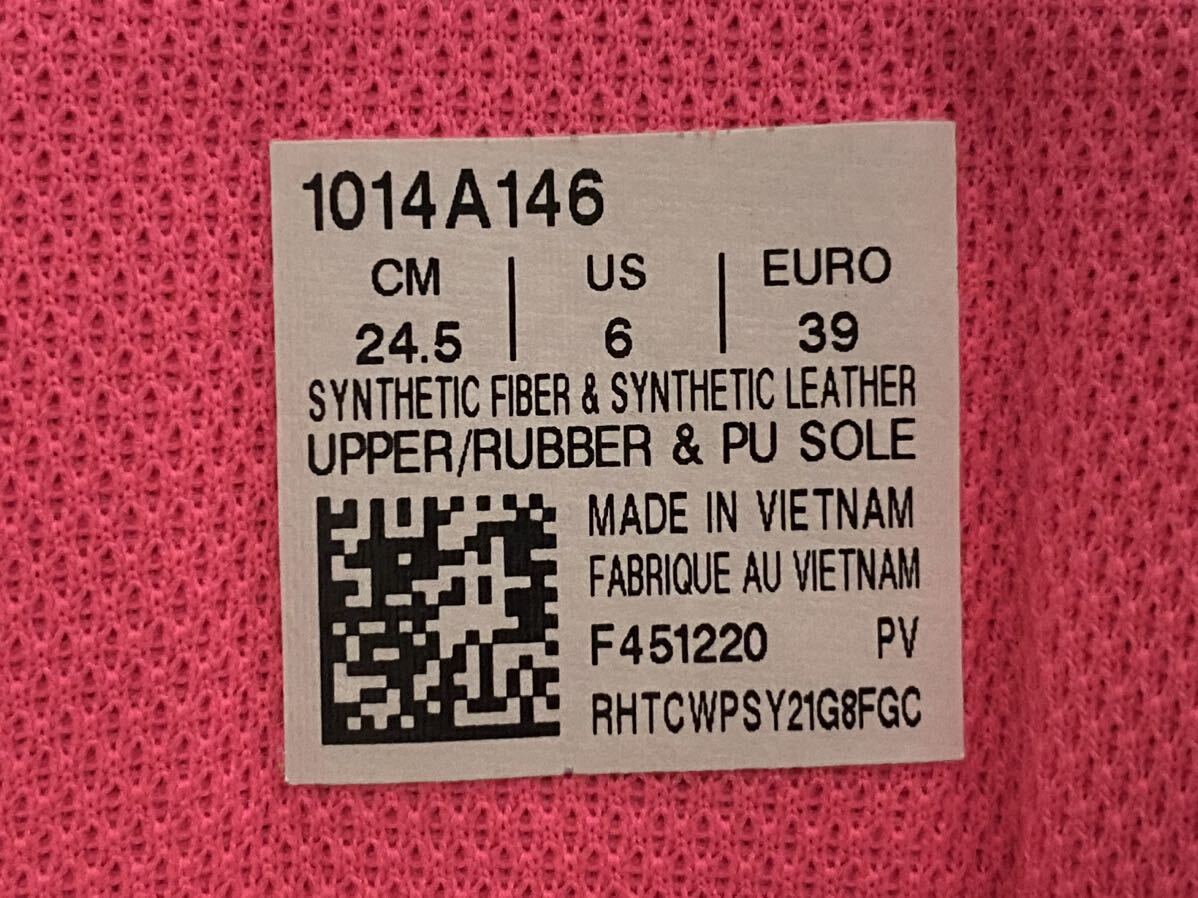 1014A146
CM | US | EURO
24.5 | 6 | 39
SYNTHETIC FIBER & SYNTHETIC LEATHER
UPPER/RUBBER & PU SOLE
MADE IN VIETNAM
FABRIQUE AU VIETNAM
F451220 PV
RHTCWPSY21G8FGC